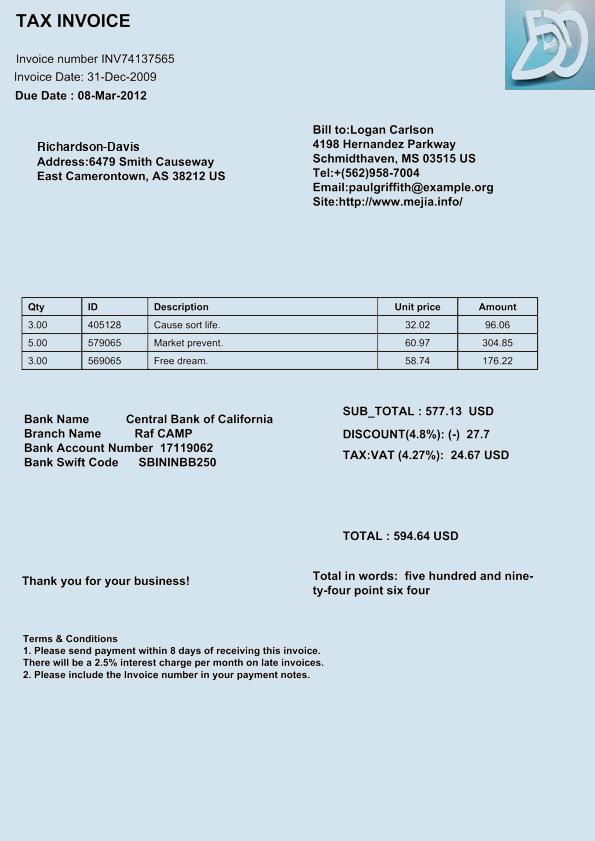 TAX INVOICE
Invoice number INV74137565
Invoice Date: 31-Dec-2009
Due Date : 08-Mar-2012
Richardson-Davis
Address:6479 Smith Causeway
East Camerontown, AS 38212 US
Bill to:Logan Carlson
4198 Hernandez Parkway
Schmidthaven, MS 03515 US
Tel:+(562)958-7004
Email:paulgriffith@example.org
Site:http://www.mejia.info/
Qty ID Description Unit price Amount
3.00 405128 Cause sort life. 32.02 96.06
5.00 579065 Market prevent. 60.97 304.85
3.00 569065 Free dream. 58.74 176.22
Bank Name Central Bank of California
Branch Name Raf CAMP
Bank Account Number 17119062
Bank Swift Code SBININBB250
SUB_TOTAL : 577.13 USD
DISCOUNT(4.8%): (-) 27.7
TAX:VAT (4.27%): 24.67 USD
TOTAL : 594.64 USD
Thank you for your business!
Total in words: five hundred and nine-
ty-four point six four
Terms & Conditions
1. Please send payment within 8 days of receiving this invoice.
There will be a 2.5% interest charge per month on late invoices.
2. Please include the Invoice number in your payment notes.